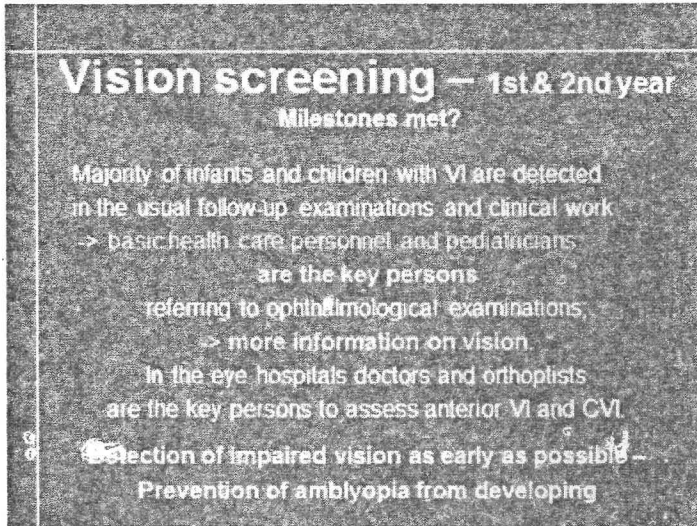 Vision screening – 1st & 2nd year
Milestones met?
Majority of infants and children with VI are detected
in the usual follow-up examinations and clinical work
-> basic health care personnel and pediatricians
are the key persons
referring to ophthalmological examinations,
-> more information on vision.
In the eye hospitals doctors and orthoptists
are the key persons to assess anterior VI and CVI.
Detection of impaired vision as early as possible –
Prevention of amblyopia from developing